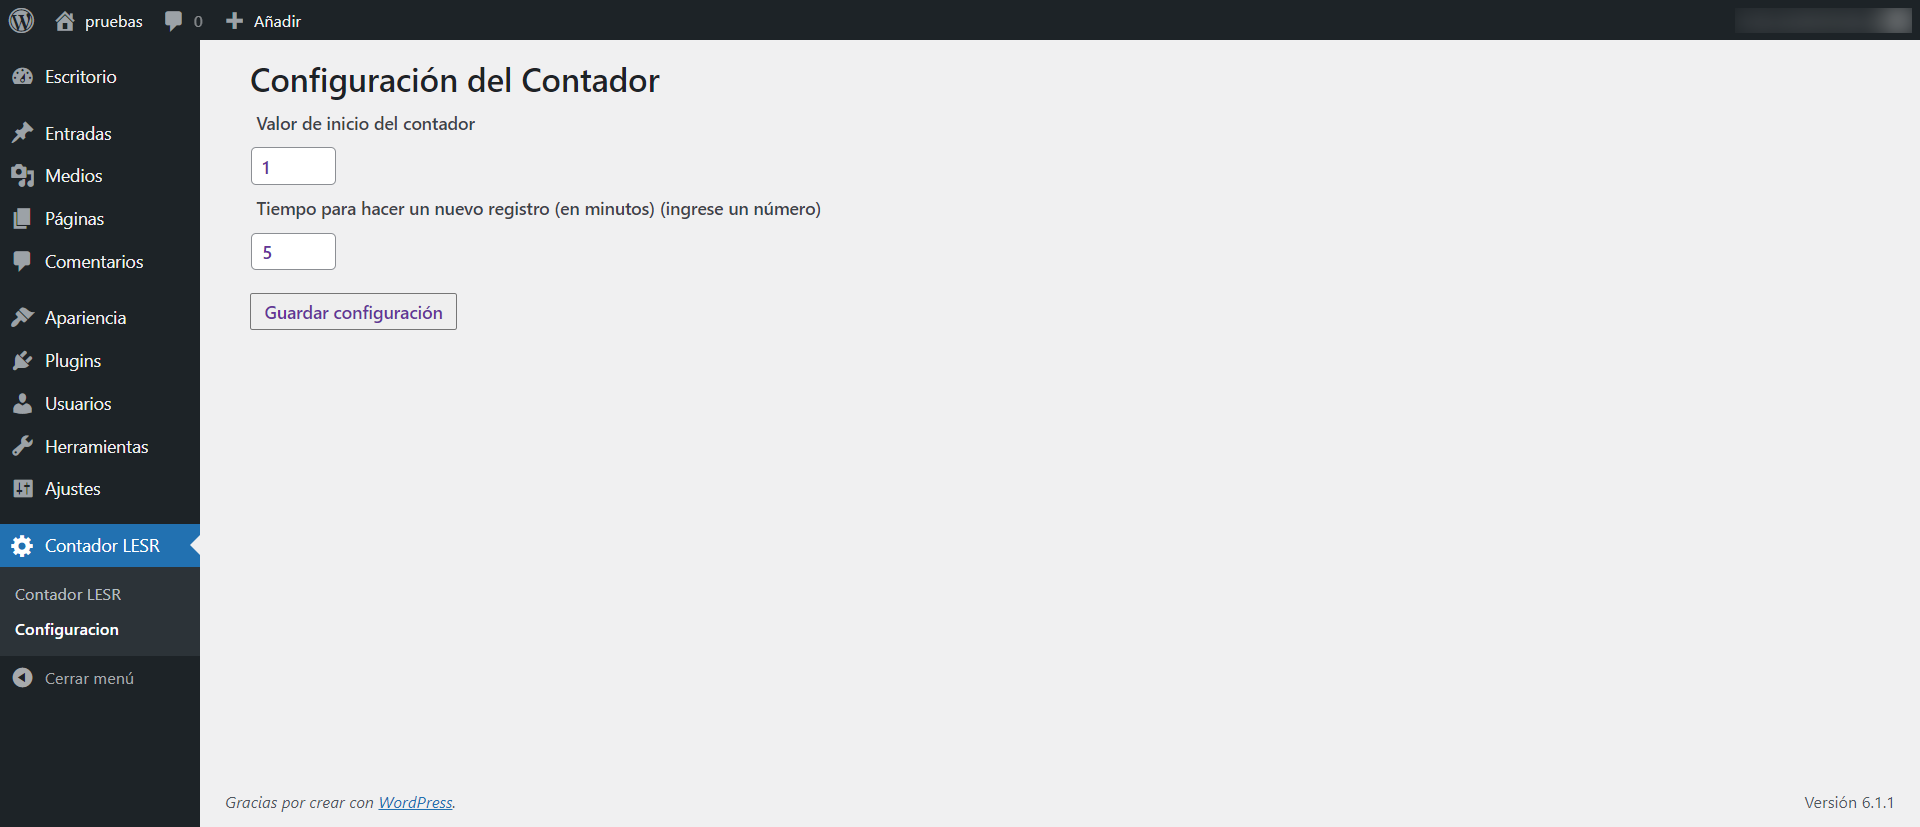 pruebas 0 Añadir
Escritorio
Entradas
Medios
Páginas
Comentarios
Apariencia
Plugins
Usuarios
Herramientas
Ajustes
Contador LESR
Contador LESR
Configuracion
Cerrar menú
Configuración del Contador
Valor de inicio del contador
1
Tiempo para hacer un nuevo registro (en minutos) (ingrese un número)
5
Guardar configuración
Gracias por crear con WordPress.
Versión 6.1.1